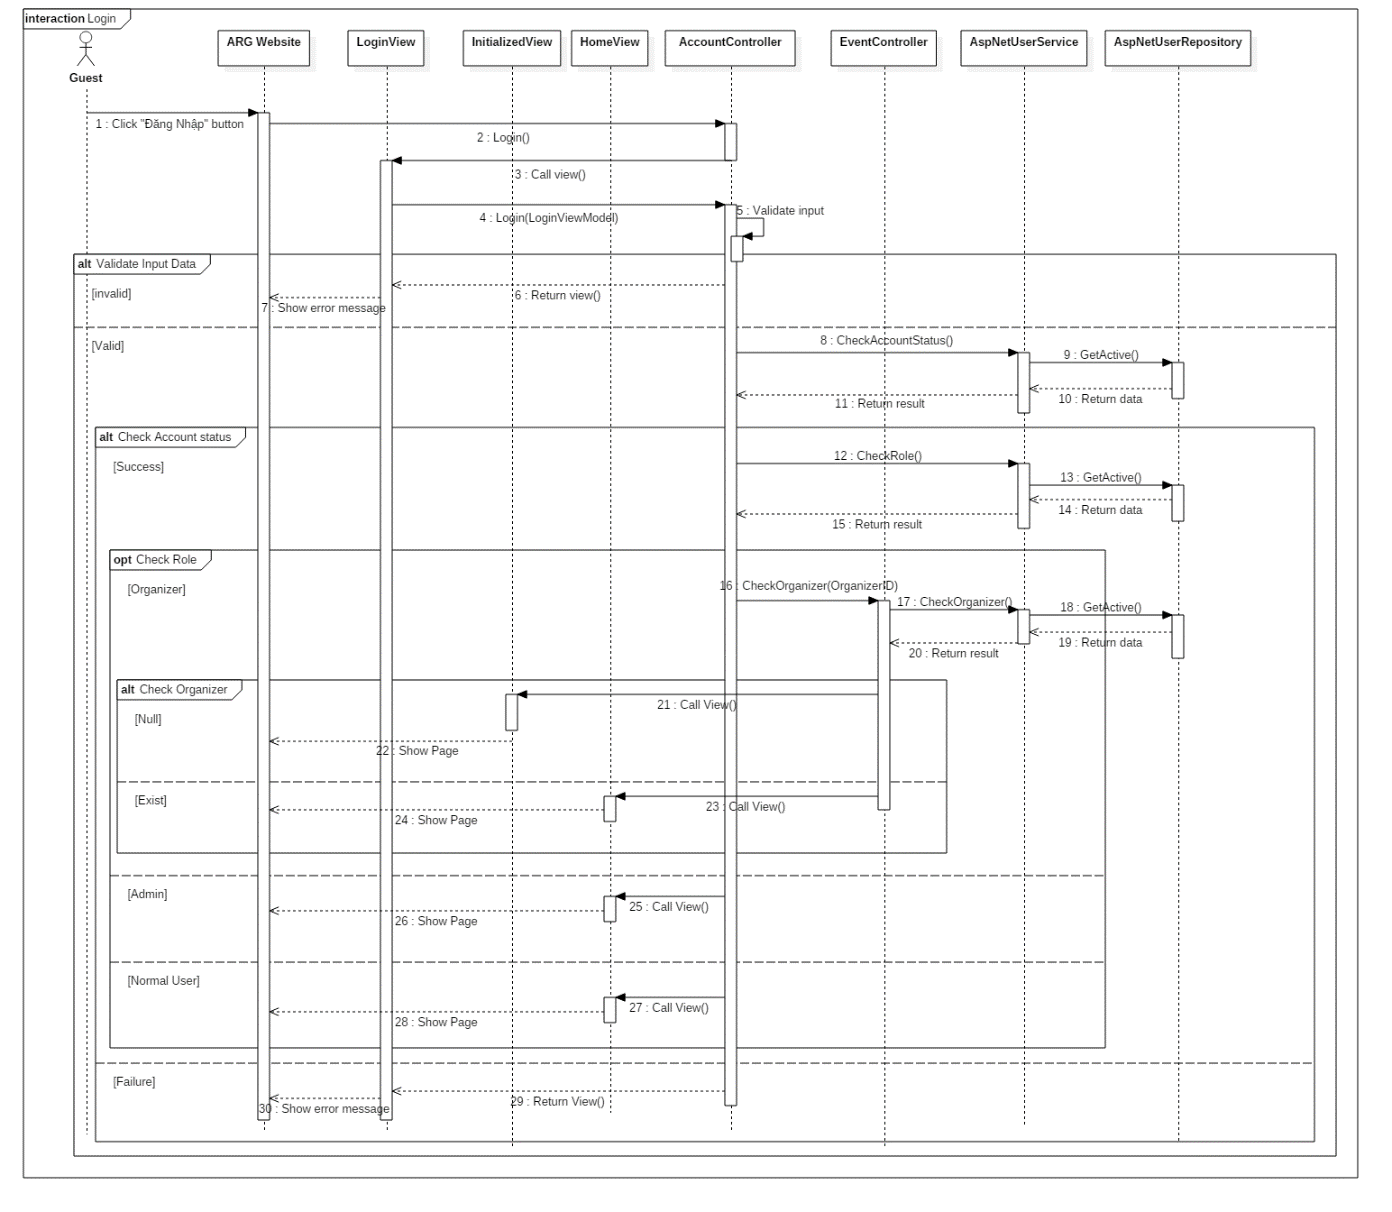 interaction Login
Guest
ARG Website
LoginView
InitializedView
HomeView
AccountController
EventController
AspNetUserService
AspNetUserRepository
1 : Click "Đăng Nhập" button
2 : Login()
3 : Call view()
4 : Login(LoginViewModel)
5 : Validate input
alt Validate Input Data
[invalid]
6 : Return view()
7 : Show error message
[Valid]
8 : CheckAccountStatus()
9 : GetActive()
10 : Return data
11 : Return result
alt Check Account status
[Success]
12 : CheckRole()
13 : GetActive()
14 : Return data
15 : Return result
opt Check Role
[Organizer]
16 : CheckOrganizer(OrganizerID)
17 : CheckOrganizer()
18 : GetActive()
19 : Return data
20 : Return result
alt Check Organizer
[Null]
21 : Call View()
22 : Show Page
[Exist]
23 : Call View()
24 : Show Page
[Admin]
25 : Call View()
26 : Show Page
[Normal User]
27 : Call View()
28 : Show Page
[Failure]
29 : Return View()
30 : Show error message